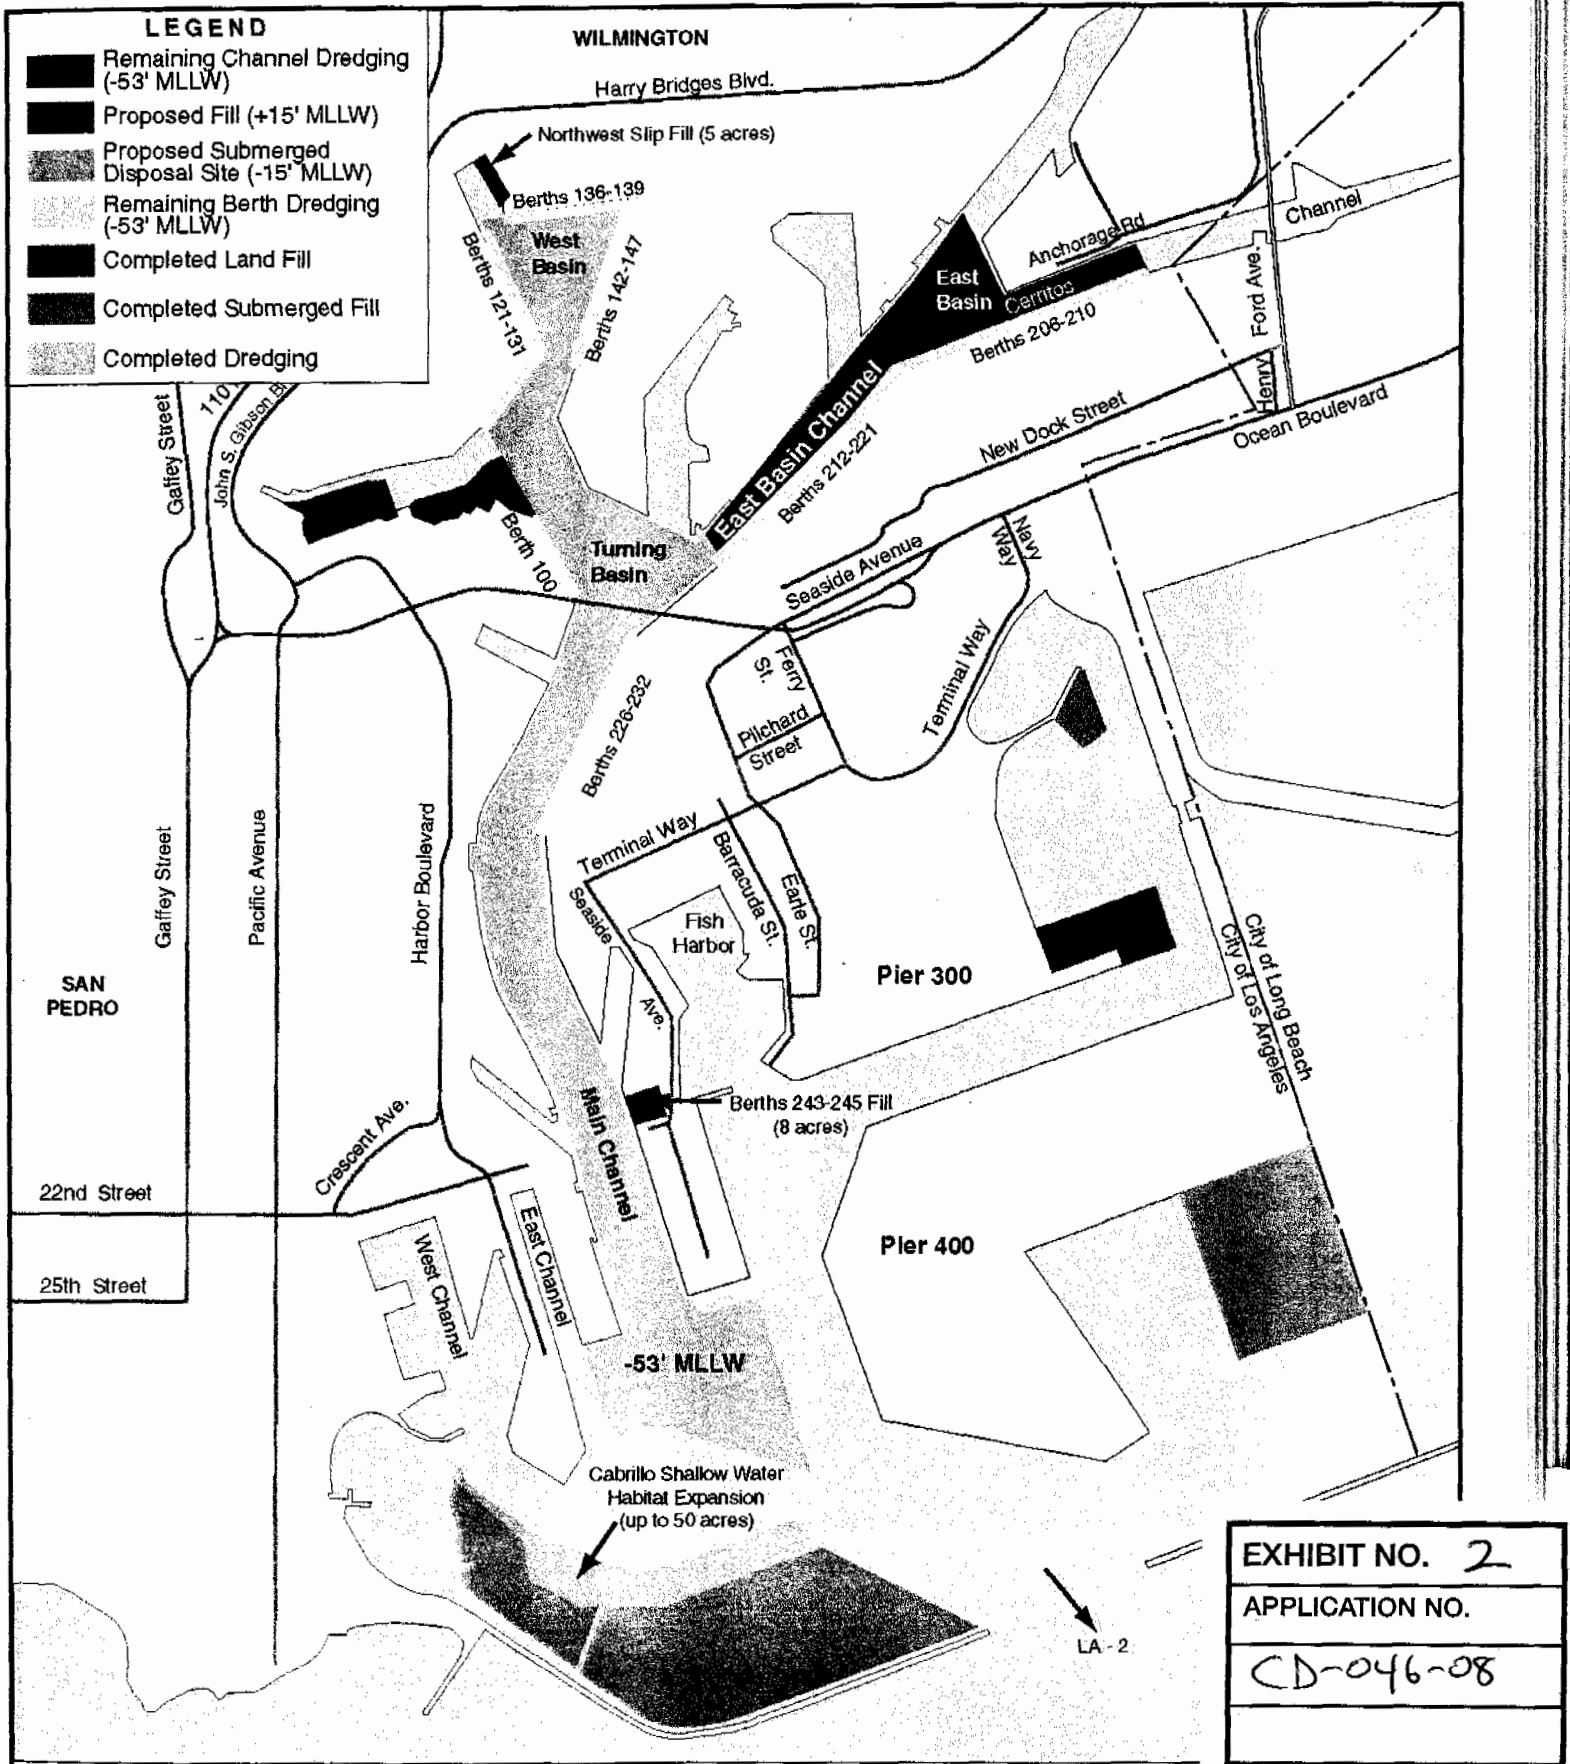 LEGEND
Remaining Channel Dredging
(-53' MLLW)
Proposed Fill (+15' MLLW)
Proposed Submerged
Disposal Site (-15' MLLW)
Remaining Berth Dredging
(-53' MLLW)
Completed Land Fill
Completed Submerged Fill
Completed Dredging
WILMINGTON
Harry Bridges Blvd.
Northwest Slip Fill (5 acres)
Berths 136-139
West
Basin
Berths 121-131
Berths 142-147
Anchorage Rd
Channel
East
Basin
Cerritos
Berths 206-210
Henry Ford Ave.
East Basin Channel
Berths 212-221
New Dock Street
Ocean Boulevard
Gaffey Street
110
John S. Gibson
Berth 100
Turning
Basin
Seaside Avenue
Navy
Way
Ferry
St.
Terminal Way
Pilchard
Street
Berths 226-232
Terminal Way
Barracuda St.
Earle St.
Seaside
Ave.
Fish
Harbor
Gaffey Street
Pacific Avenue
Harbor Boulevard
Pier 300
City of Long Beach
City of Los Angeles
SAN
PEDRO
Main Channel
Berths 243-245 Fill
(8 acres)
Crescent Ave.
22nd Street
25th Street
West Channel
East Channel
Pier 400
-53' MLLW
Cabrillo Shallow Water
Habitat Expansion
(up to 50 acres)
LA - 2
EXHIBIT NO. 2
APPLICATION NO.
CD-046-08